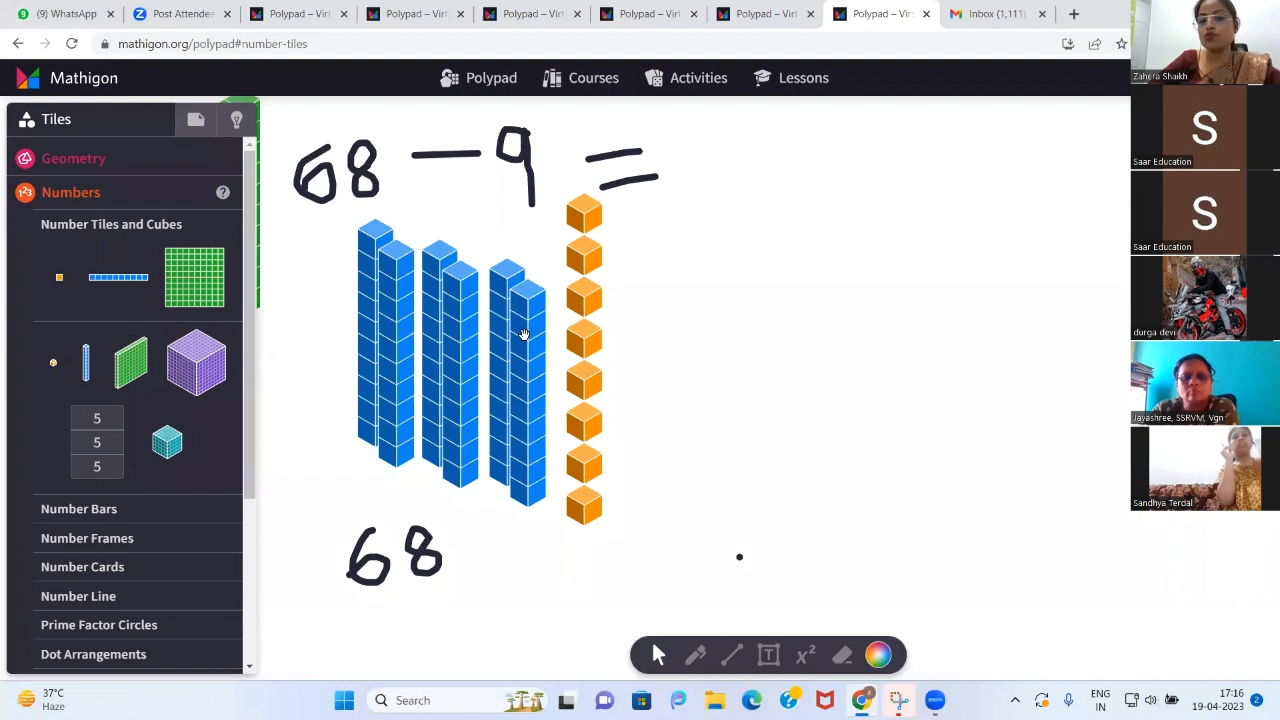 (9) WhatsApp
Post Attendee
Polypad – Virt
Polypad – Virt
Polypad – Virt
Polypad – Virt
Polypad – Virt
Polypad – Virt
Inbox (1,111)
mathigon.org/polypad#number-tiles
Mathigon
Polypad
Courses
Activities
Lessons
Tiles
Geometry
Numbers
?
Number Tiles and Cubes
5
5
5
Number Bars
Number Frames
Number Cards
Number Line
Prime Factor Circles
Dot Arrangements
68 — 9 =
68
T
x²
Zahera Shaikh
S
Saar Education
S
Saar Education
durga devi
Jayashree, SSRVM, Vgn
Sandhya Terdal
37°C
Haze
Search
zoom
ENG
IN
17:16
19-04-2023
2